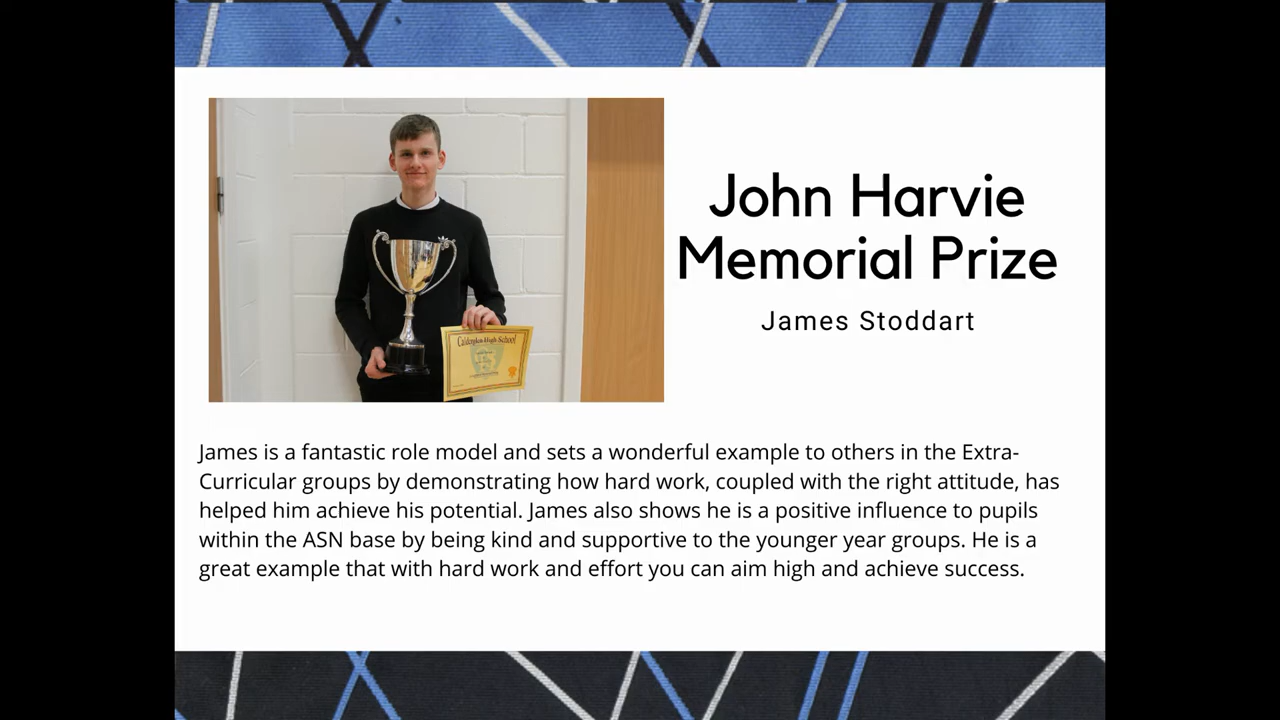 John Harvie
Memorial Prize
James Stoddart
Calderglen High School
James is a fantastic role model and sets a wonderful example to others in the Extra-
Curricular groups by demonstrating how hard work, coupled with the right attitude, has
helped him achieve his potential. James also shows he is a positive influence to pupils
within the ASN base by being kind and supportive to the younger year groups. He is a
great example that with hard work and effort you can aim high and achieve success.